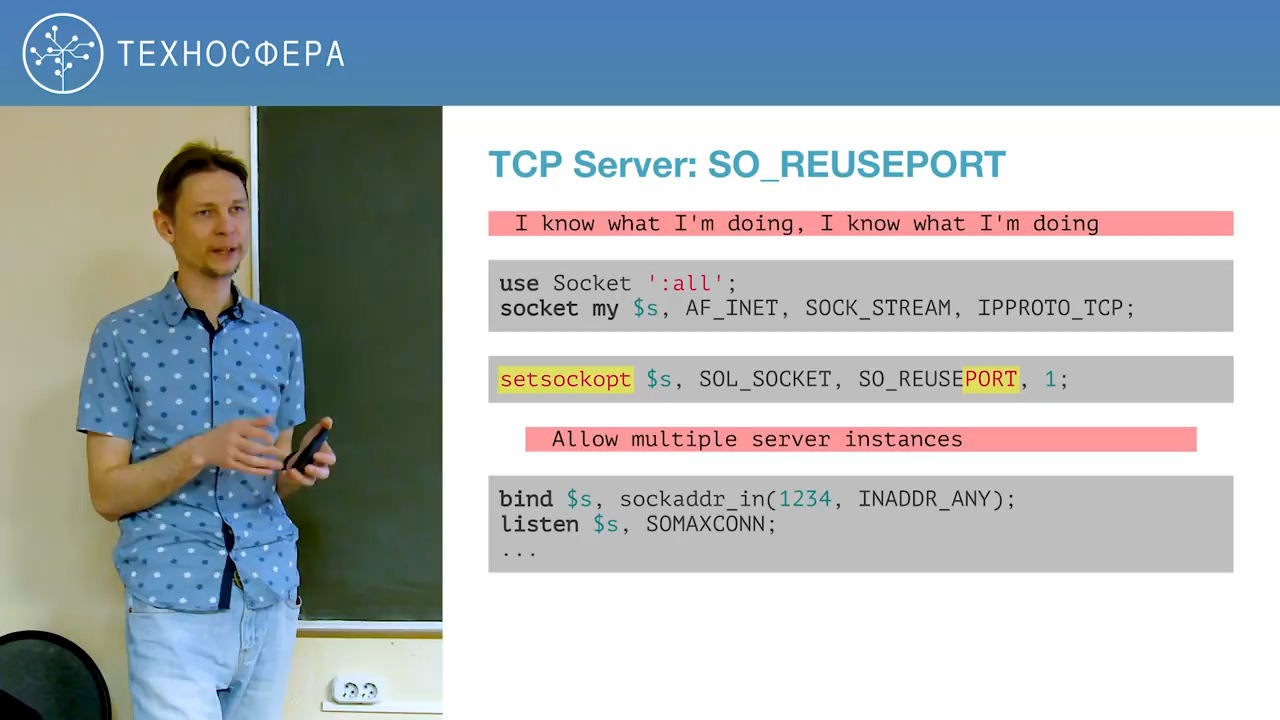 ТЕХНОСФЕРА
TCP Server: SO_REUSEPORT
I know what I'm doing, I know what I'm doing
use Socket ':all';
socket my $s, AF_INET, SOCK_STREAM, IPPROTO_TCP;
setsockopt $s, SOL_SOCKET, SO_REUSEPORT, 1;
Allow multiple server instances
bind $s, sockaddr_in(1234, INADDR_ANY);
listen $s, SOMAXCONN;
...